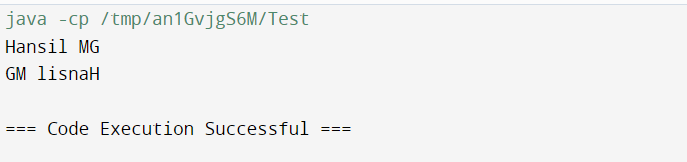 java -cp /tmp/an1GvjgS6M/Test
Hansil MG
GM lisnaH
=== Code Execution Successful ===